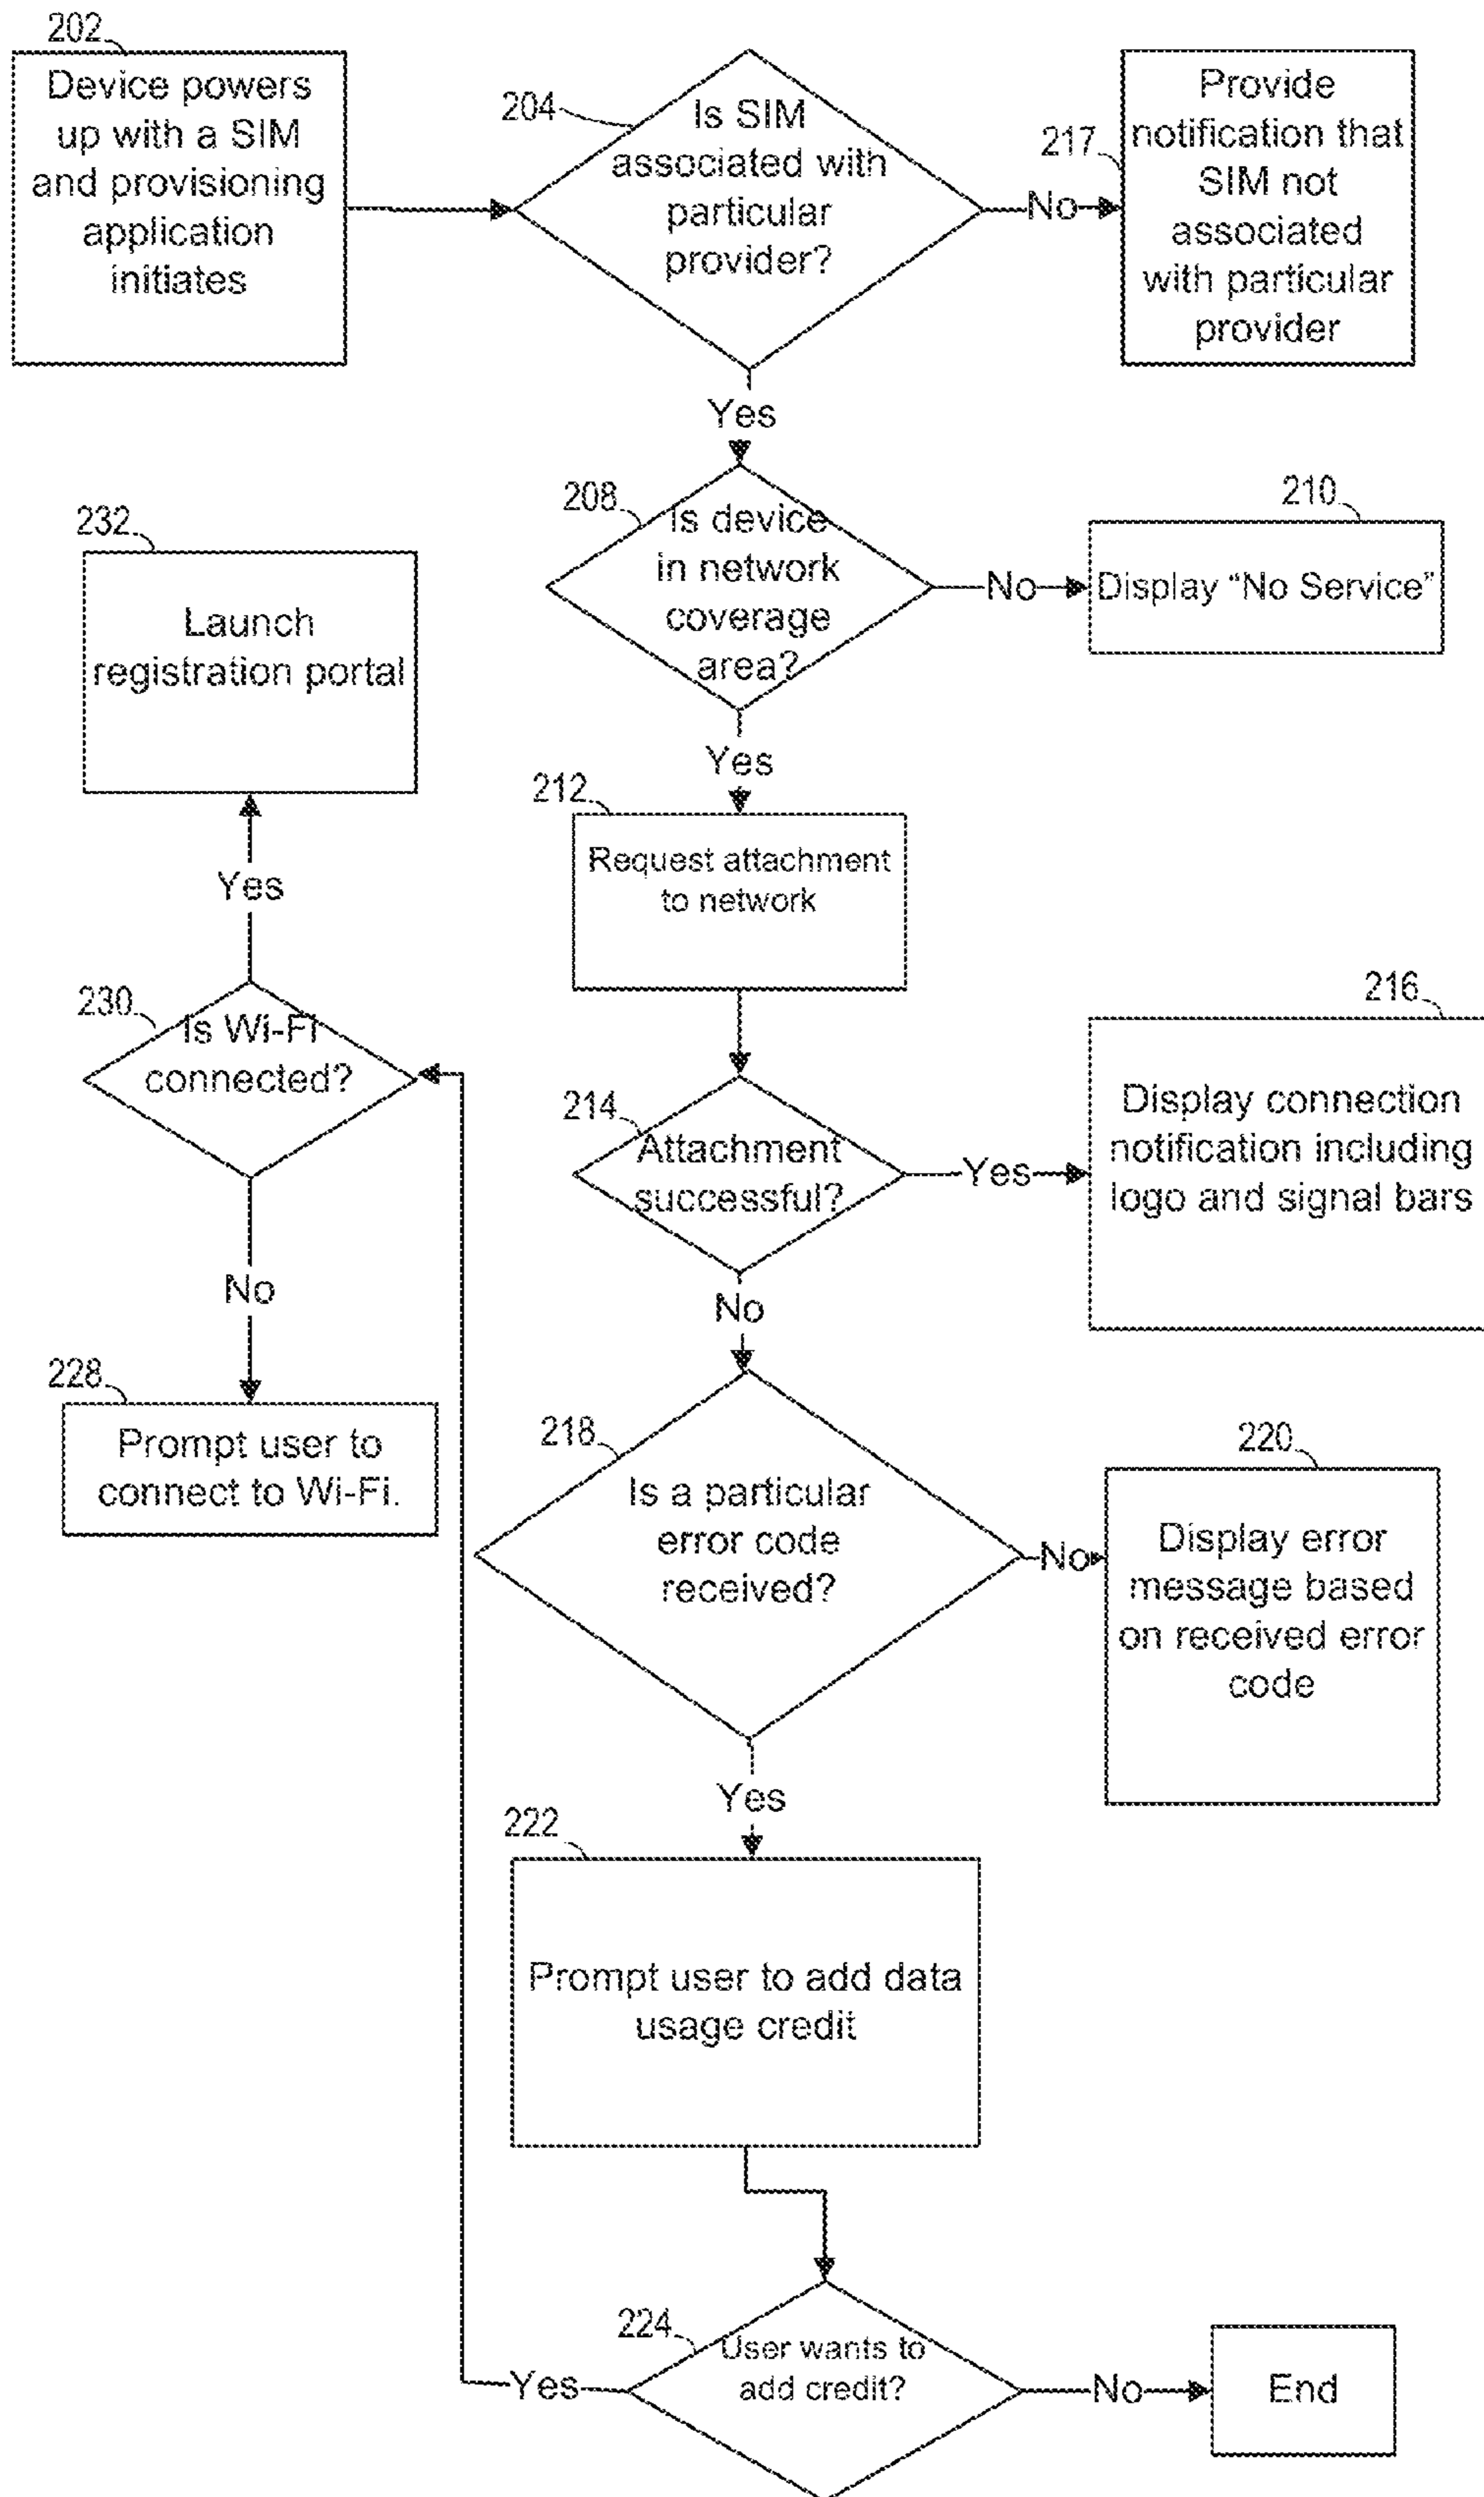 202
Device powers
up with a SIM
and provisioning
application
initiates
204
Is SIM
associated with
particular
provider?
No
217
Provide
notification that
SIM not
associated
with particular
provider
Yes
208
Is device
in network
coverage
area?
No
210
Display “No Service”
232
Launch
registration portal
Yes
212
Request attachment
to network
Yes
230
Is Wi-Fi
connected?
214
Attachment
successful?
Yes
216
Display connection
notification including
logo and signal bars
No
No
228
Prompt user to
connect to Wi-Fi.
218
Is a particular
error code
received?
No
220
Display error
message based
on received error
code
Yes
222
Prompt user to add data
usage credit
224
User wants to
add credit?
Yes
No
End